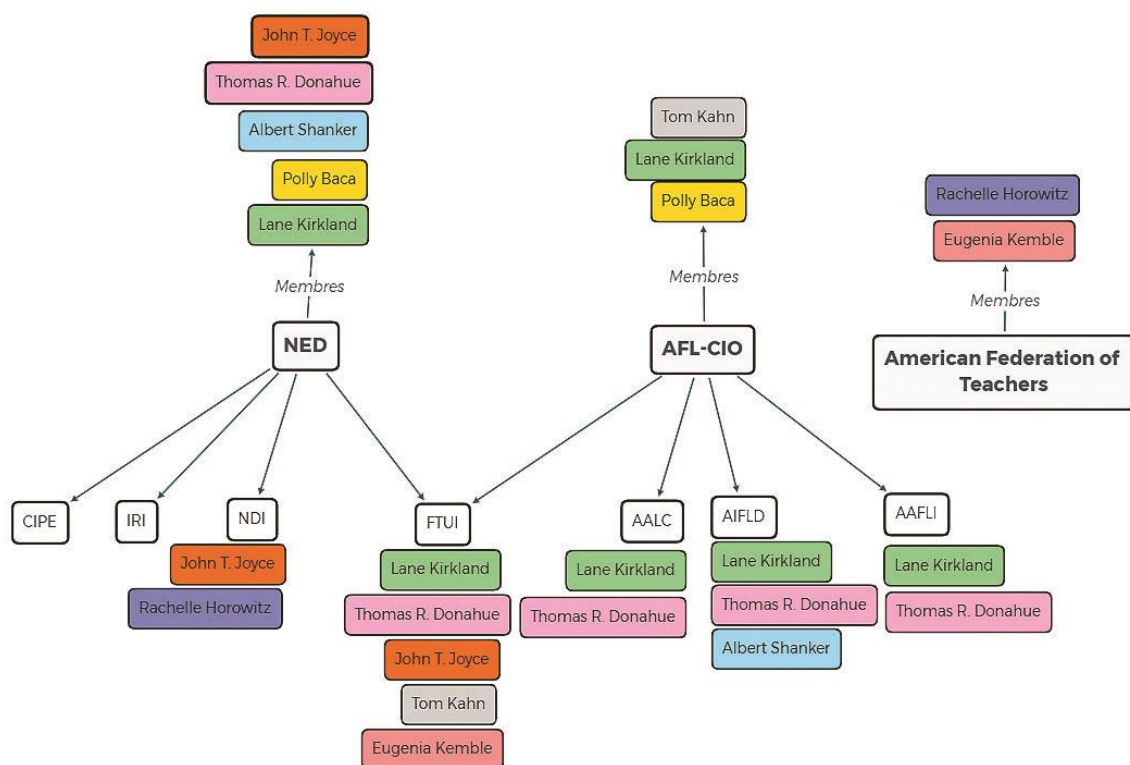 John T. Joyce
Thomas R. Donahue
Albert Shanker
Polly Baca
Lane Kirkland
Membres
NED
Tom Kahn
Lane Kirkland
Polly Baca
Membres
AFL-CIO
Rachelle Horowitz
Eugenia Kemble
Membres
American Federation of
Teachers
CIPE
IRI
NDI
John T. Joyce
Rachelle Horowitz
FTUI
Lane Kirkland
Thomas R. Donahue
John T. Joyce
Tom Kahn
Eugenia Kemble
AALC
Lane Kirkland
Thomas R. Donahue
AIFLD
Lane Kirkland
Thomas R. Donahue
Albert Shanker
AAFLI
Lane Kirkland
Thomas R. Donahue